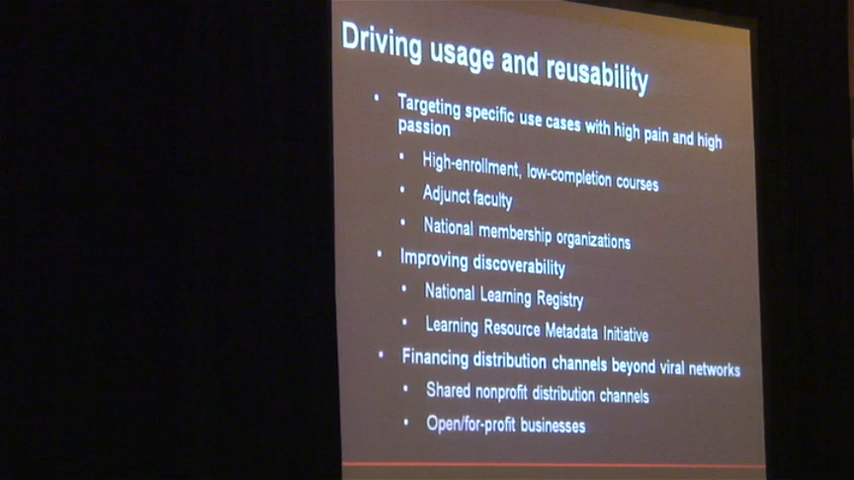 Driving usage and reusability
• Targeting specific use cases with high pain and high
passion
• High-enrollment, low-completion courses
• Adjunct faculty
• National membership organizations
• Improving discoverability
• National Learning Registry
• Learning Resource Metadata Initiative
• Financing distribution channels beyond viral networks
• Shared nonprofit distribution channels
• Open/for-profit businesses